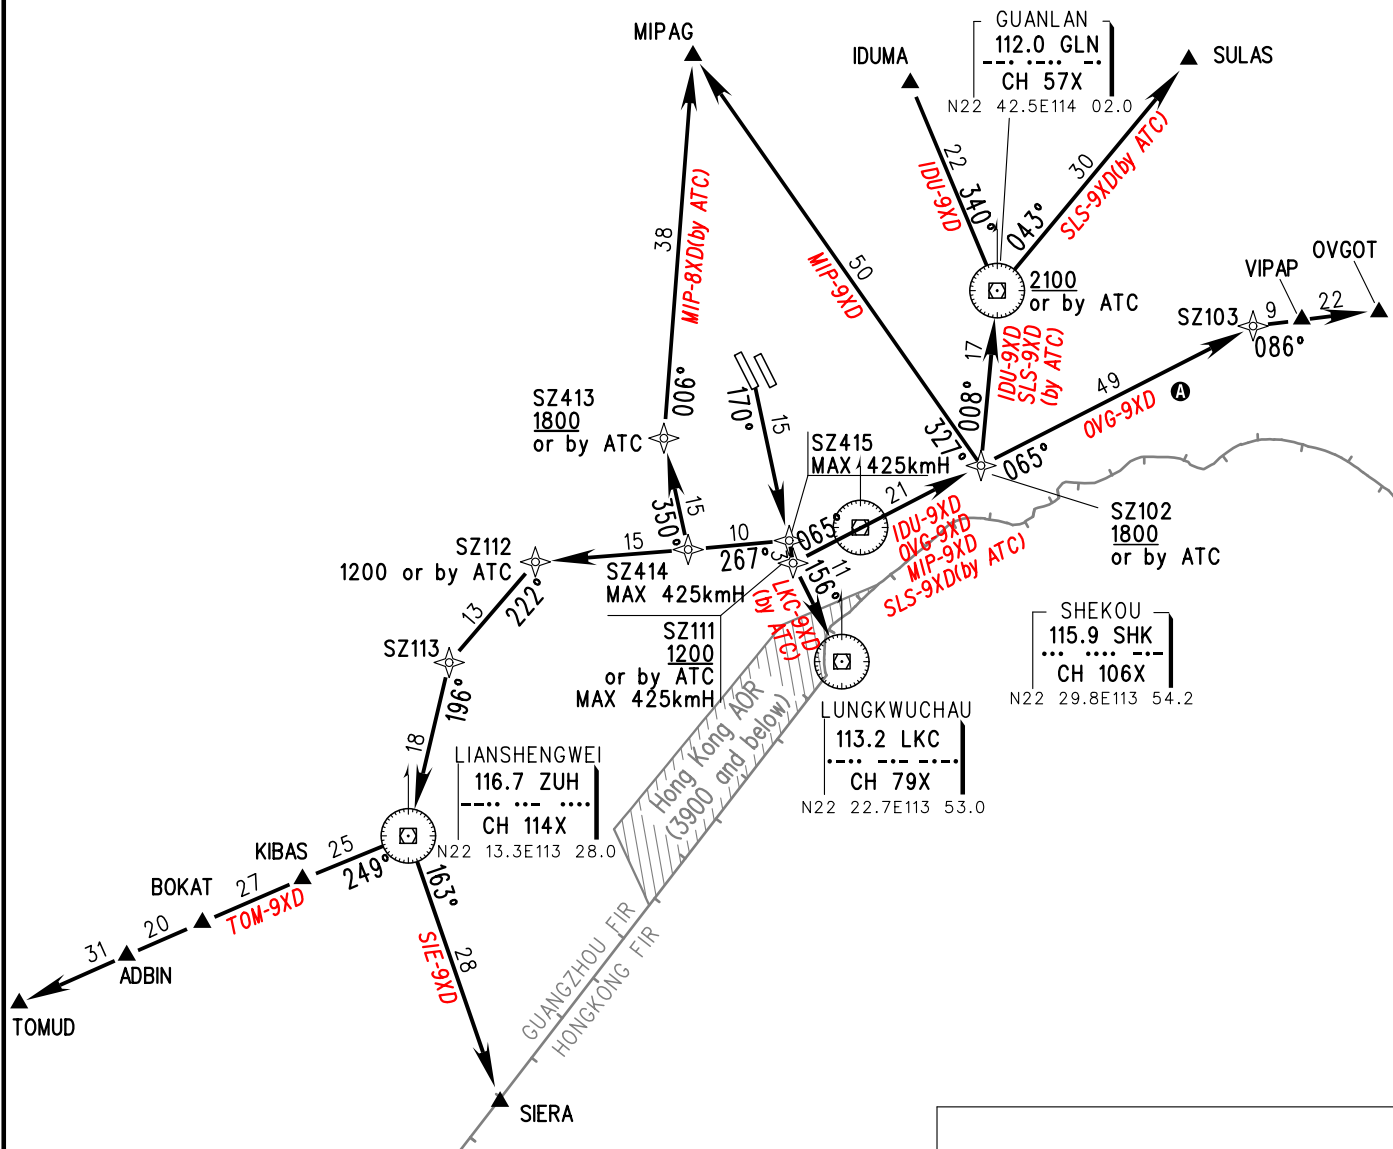 MIPAG
IDUMA
GUANLAN
112.0 GLN
CH 57X
N22 42.5E114 02.0
SULAS
22
IDU-9XD
340°
043°
30
SLS-9XD(by ATC)
38
MIP-8XD(by ATC)
006°
50
MIP-9XD
327°
2100
or by ATC
17
008°
IDU-9XD
SLS-9XD
(by ATC)
VIPAP
OVGOT
SZ103
9
22
086°
49
OVG-9XD
A
065°
SZ413
1800
or by ATC
170°
15
SZ415
MAX 425kmH
15
350°
SZ112
1200 or by ATC
15
10
267°
SZ414
MAX 425kmH
065°
21
IDU-9XD
OVG-9XD
MIP-9XD
SLS-9XD(by ATC)
SZ102
1800
or by ATC
3
156°
11
LKC-9XD
(by ATC)
SZ111
1200
or by ATC
MAX 425kmH
13
222°
SZ113
196°
18
SHEKOU
115.9 SHK
CH 106X
N22 29.8E113 54.2
LUNGKWUCHAU
113.2 LKC
CH 79X
N22 22.7E113 53.0
Hong Kong AOR
(3900 and below)
LIANSHENGWEI
116.7 ZUH
CH 114X
N22 13.3E113 28.0
KIBAS
25
249°
BOKAT
27
TOM-9XD
20
31
ADBIN
TOMUD
163°
28
SIE-9XD
GUANGZHOU FIR
HONGKONG FIR
SIERA